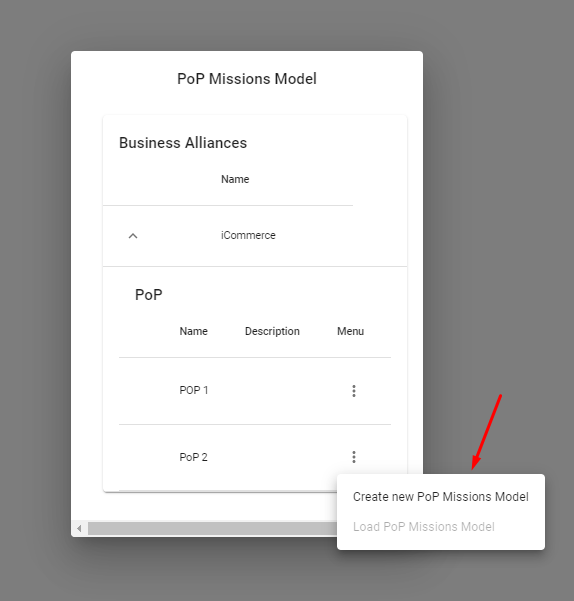 PoP Missions Model
Business Alliances
Name
iCommerce
PoP
Name Description Menu
POP 1
PoP 2
Create new PoP Missions Model
Load PoP Missions Model